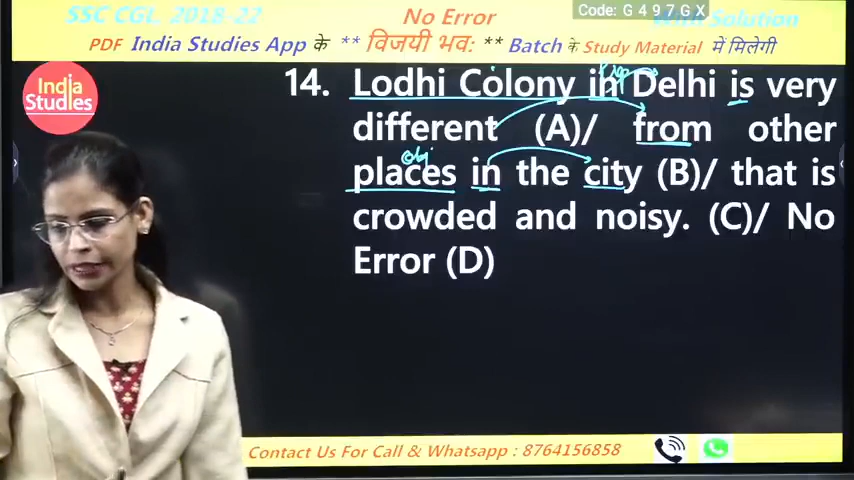 SSC CGL 2018-22
No Error
Code: G 4 9 7 G X
With Solution
PDF India Studies App के ** विजयी भव: ** Batch के Study Material में मिलेगी
India
Studies
14. Lodhi Colony in Delhi is very
different (A)/ from other
places in the city (B)/ that is
crowded and noisy. (C)/ No
Error (D)
Prep
Obj
Contact Us For Call & Whatsapp : 8764156858